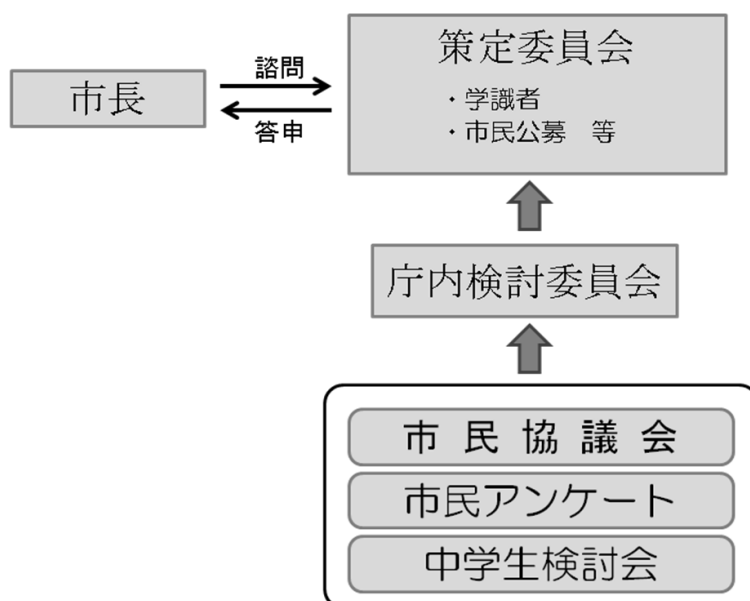 策定委員会
・学識者
・市民公募　等
諮問
市長
答申
庁内検討委員会
市民協議会
市民アンケート
中学生検討会